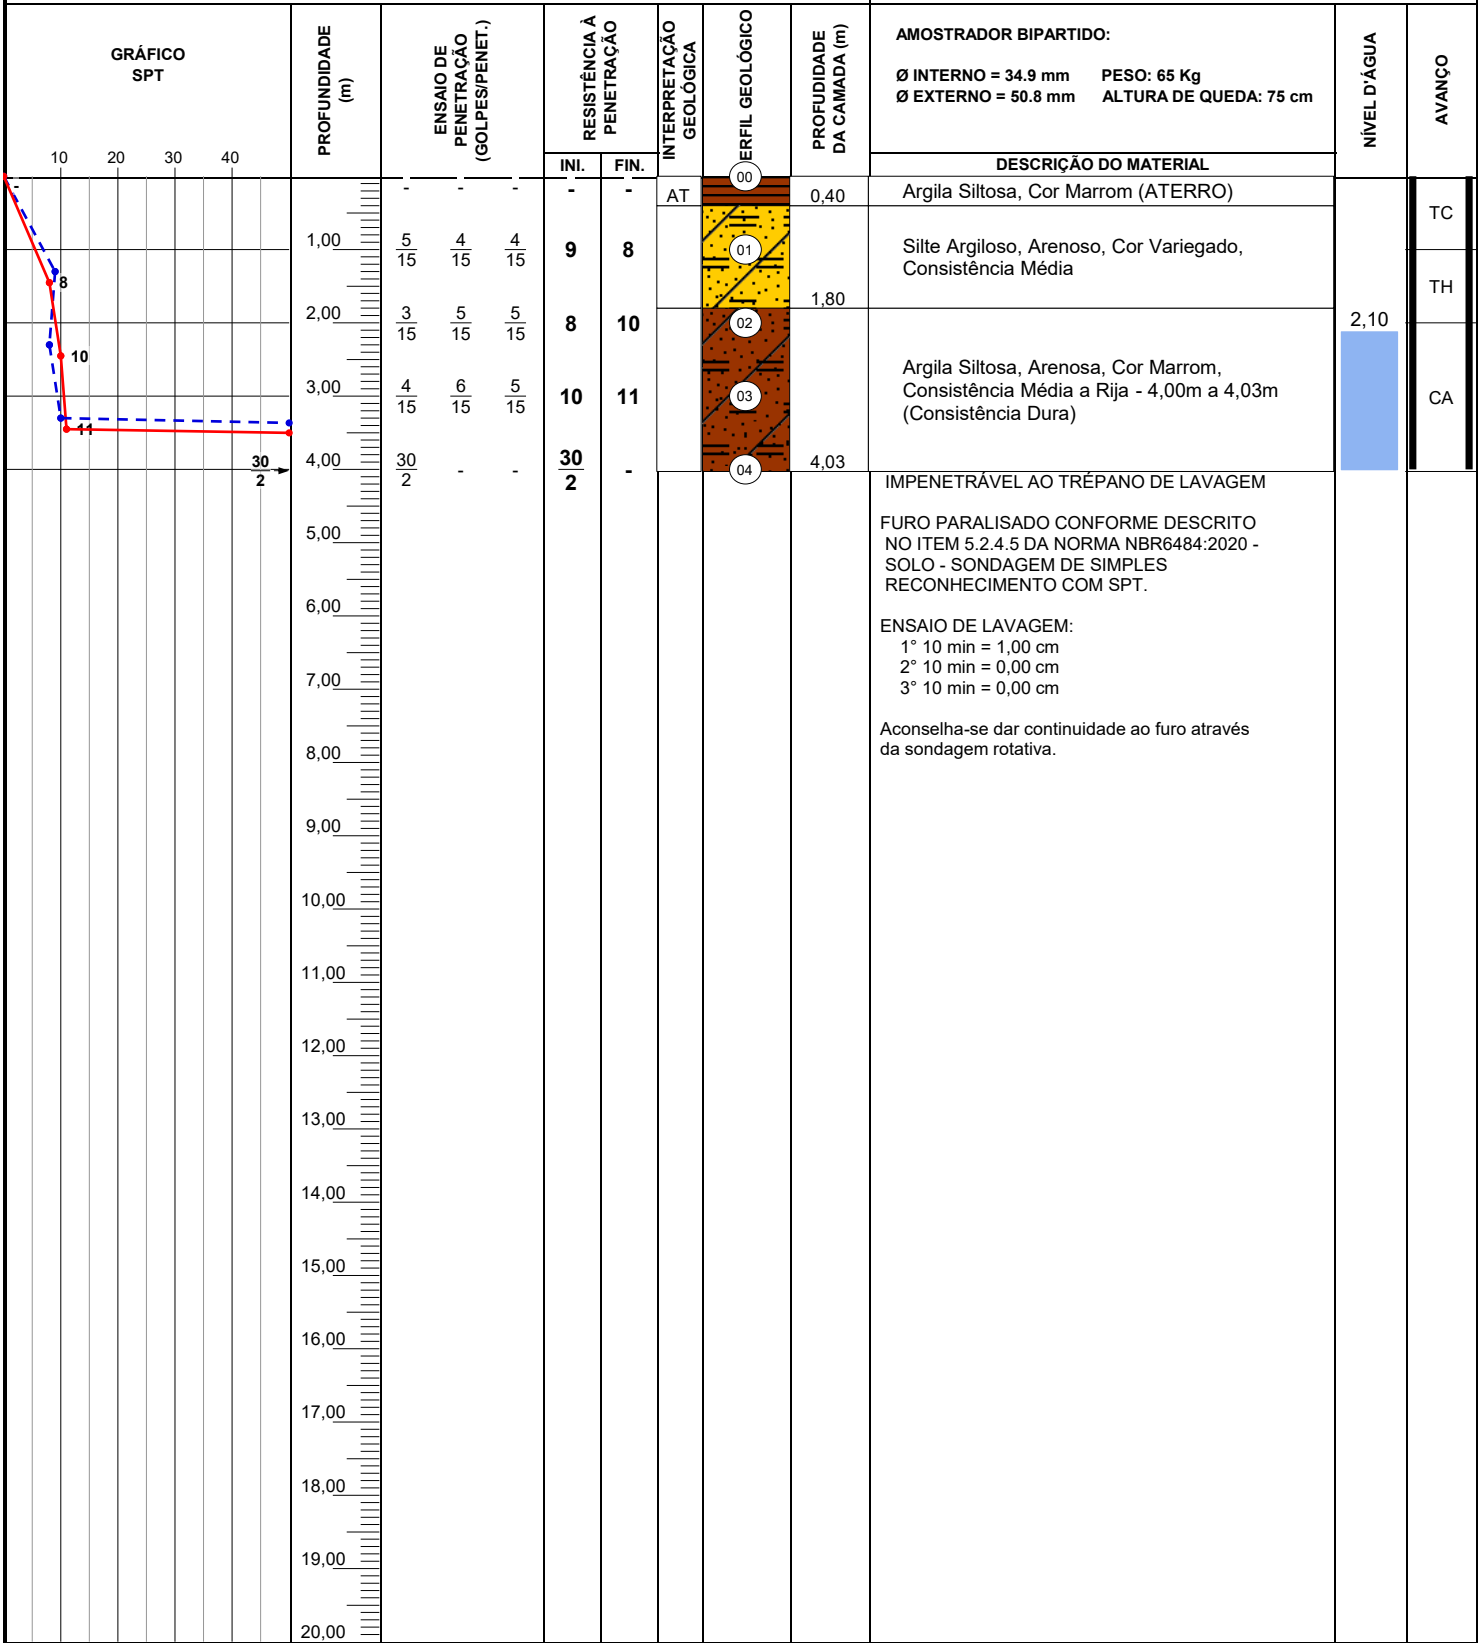 GRÁFICO
SPT
10 20 30 40
PROFUNDIDADE
(m)
ENSAIO DE
PENETRAÇÃO
(GOLPES/PENET.)
RESISTÊNCIA À
PENETRAÇÃO
INI. FIN.
INTERPRETAÇÃO
GEOLÓGICA
ERFIL GEOLÓGICO
PROFUDIDADE
DA CAMADA (m)
AMOSTRADOR BIPARTIDO:
Ø INTERNO = 34.9 mm PESO: 65 Kg
Ø EXTERNO = 50.8 mm ALTURA DE QUEDA: 75 cm
DESCRIÇÃO DO MATERIAL
NÍVEL D'ÁGUA
AVANÇO
- - - - - - AT 00 0,40 Argila Siltosa, Cor Marrom (ATERRO)
TC
1,00 5/15 4/15 4/15 9 8 01
Silte Argiloso, Arenoso, Cor Variegado,
Consistência Média
8
1,80
TH
2,00 3/15 5/15 5/15 8 10 02
2,10
10
3,00 4/15 6/15 5/15 10 11 03
Argila Siltosa, Arenosa, Cor Marrom,
Consistência Média a Rija - 4,00m a 4,03m
(Consistência Dura)
CA
11
30/2 4,00 30/2 - - 30/2 - 04 4,03
IMPENETRÁVEL AO TRÉPANO DE LAVAGEM
FURO PARALISADO CONFORME DESCRITO
NO ITEM 5.2.4.5 DA NORMA NBR6484:2020 -
SOLO - SONDAGEM DE SIMPLES
RECONHECIMENTO COM SPT.
ENSAIO DE LAVAGEM:
1° 10 min = 1,00 cm
2° 10 min = 0,00 cm
3° 10 min = 0,00 cm
Aconselha-se dar continuidade ao furo através
da sondagem rotativa.
5,00
6,00
7,00
8,00
9,00
10,00
11,00
12,00
13,00
14,00
15,00
16,00
17,00
18,00
19,00
20,00